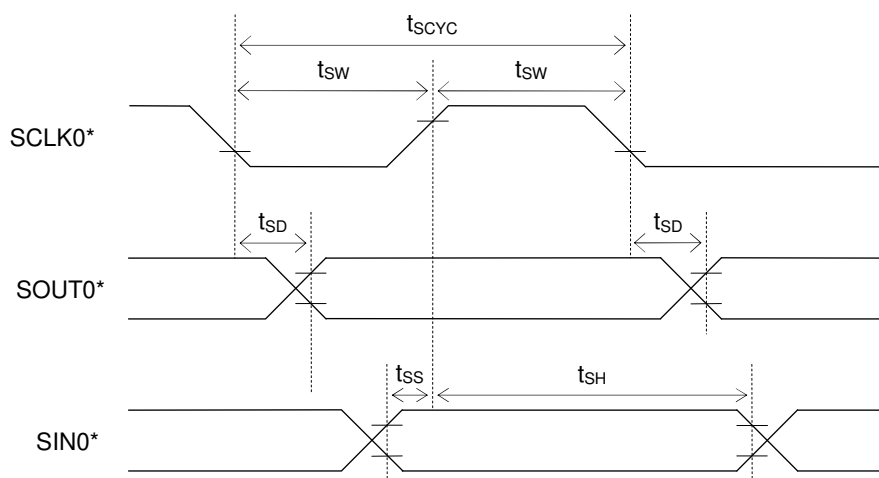 tSCYC
tSW tSW
SCLK0*
tSD tSD
SOUT0*
tSS tSH
SIN0*